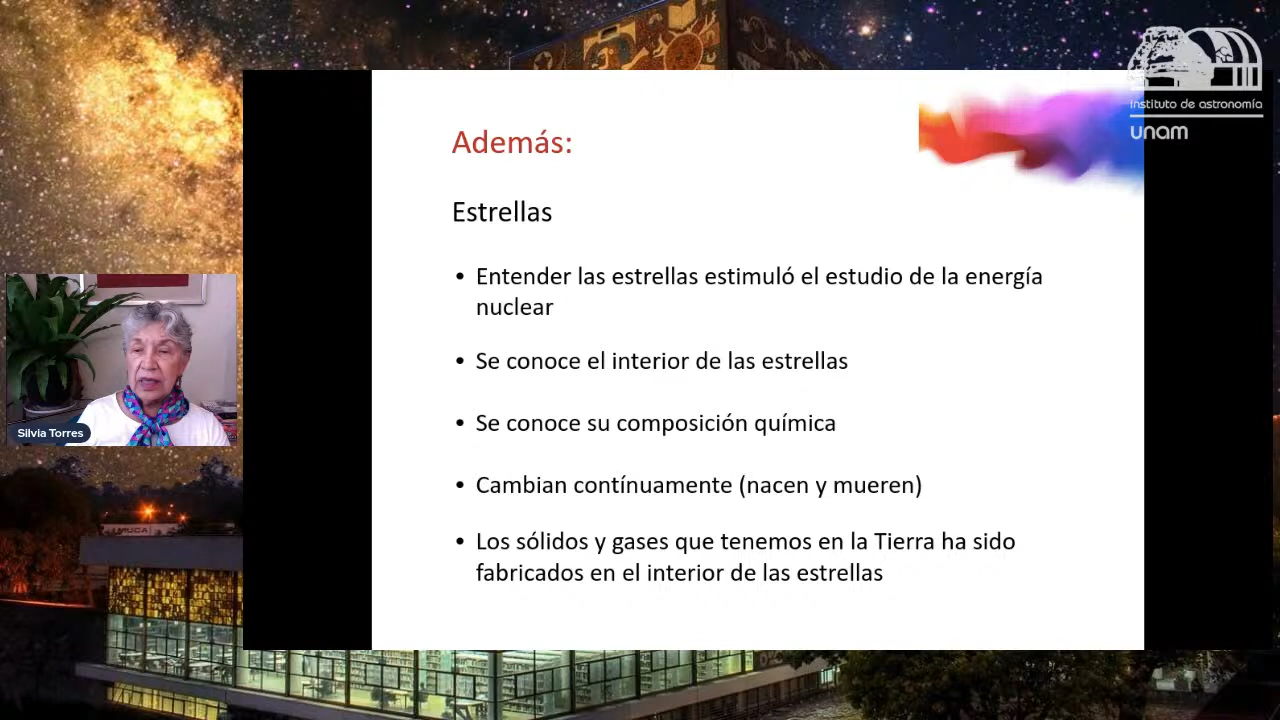 instituto de astronomía
unam
Además:
Estrellas
• Entender las estrellas estimuló el estudio de la energía
nuclear
• Se conoce el interior de las estrellas
• Se conoce su composición química
• Cambian contínuamente (nacen y mueren)
• Los sólidos y gases que tenemos en la Tierra ha sido
fabricados en el interior de las estrellas
Silvia Torres
MUCA